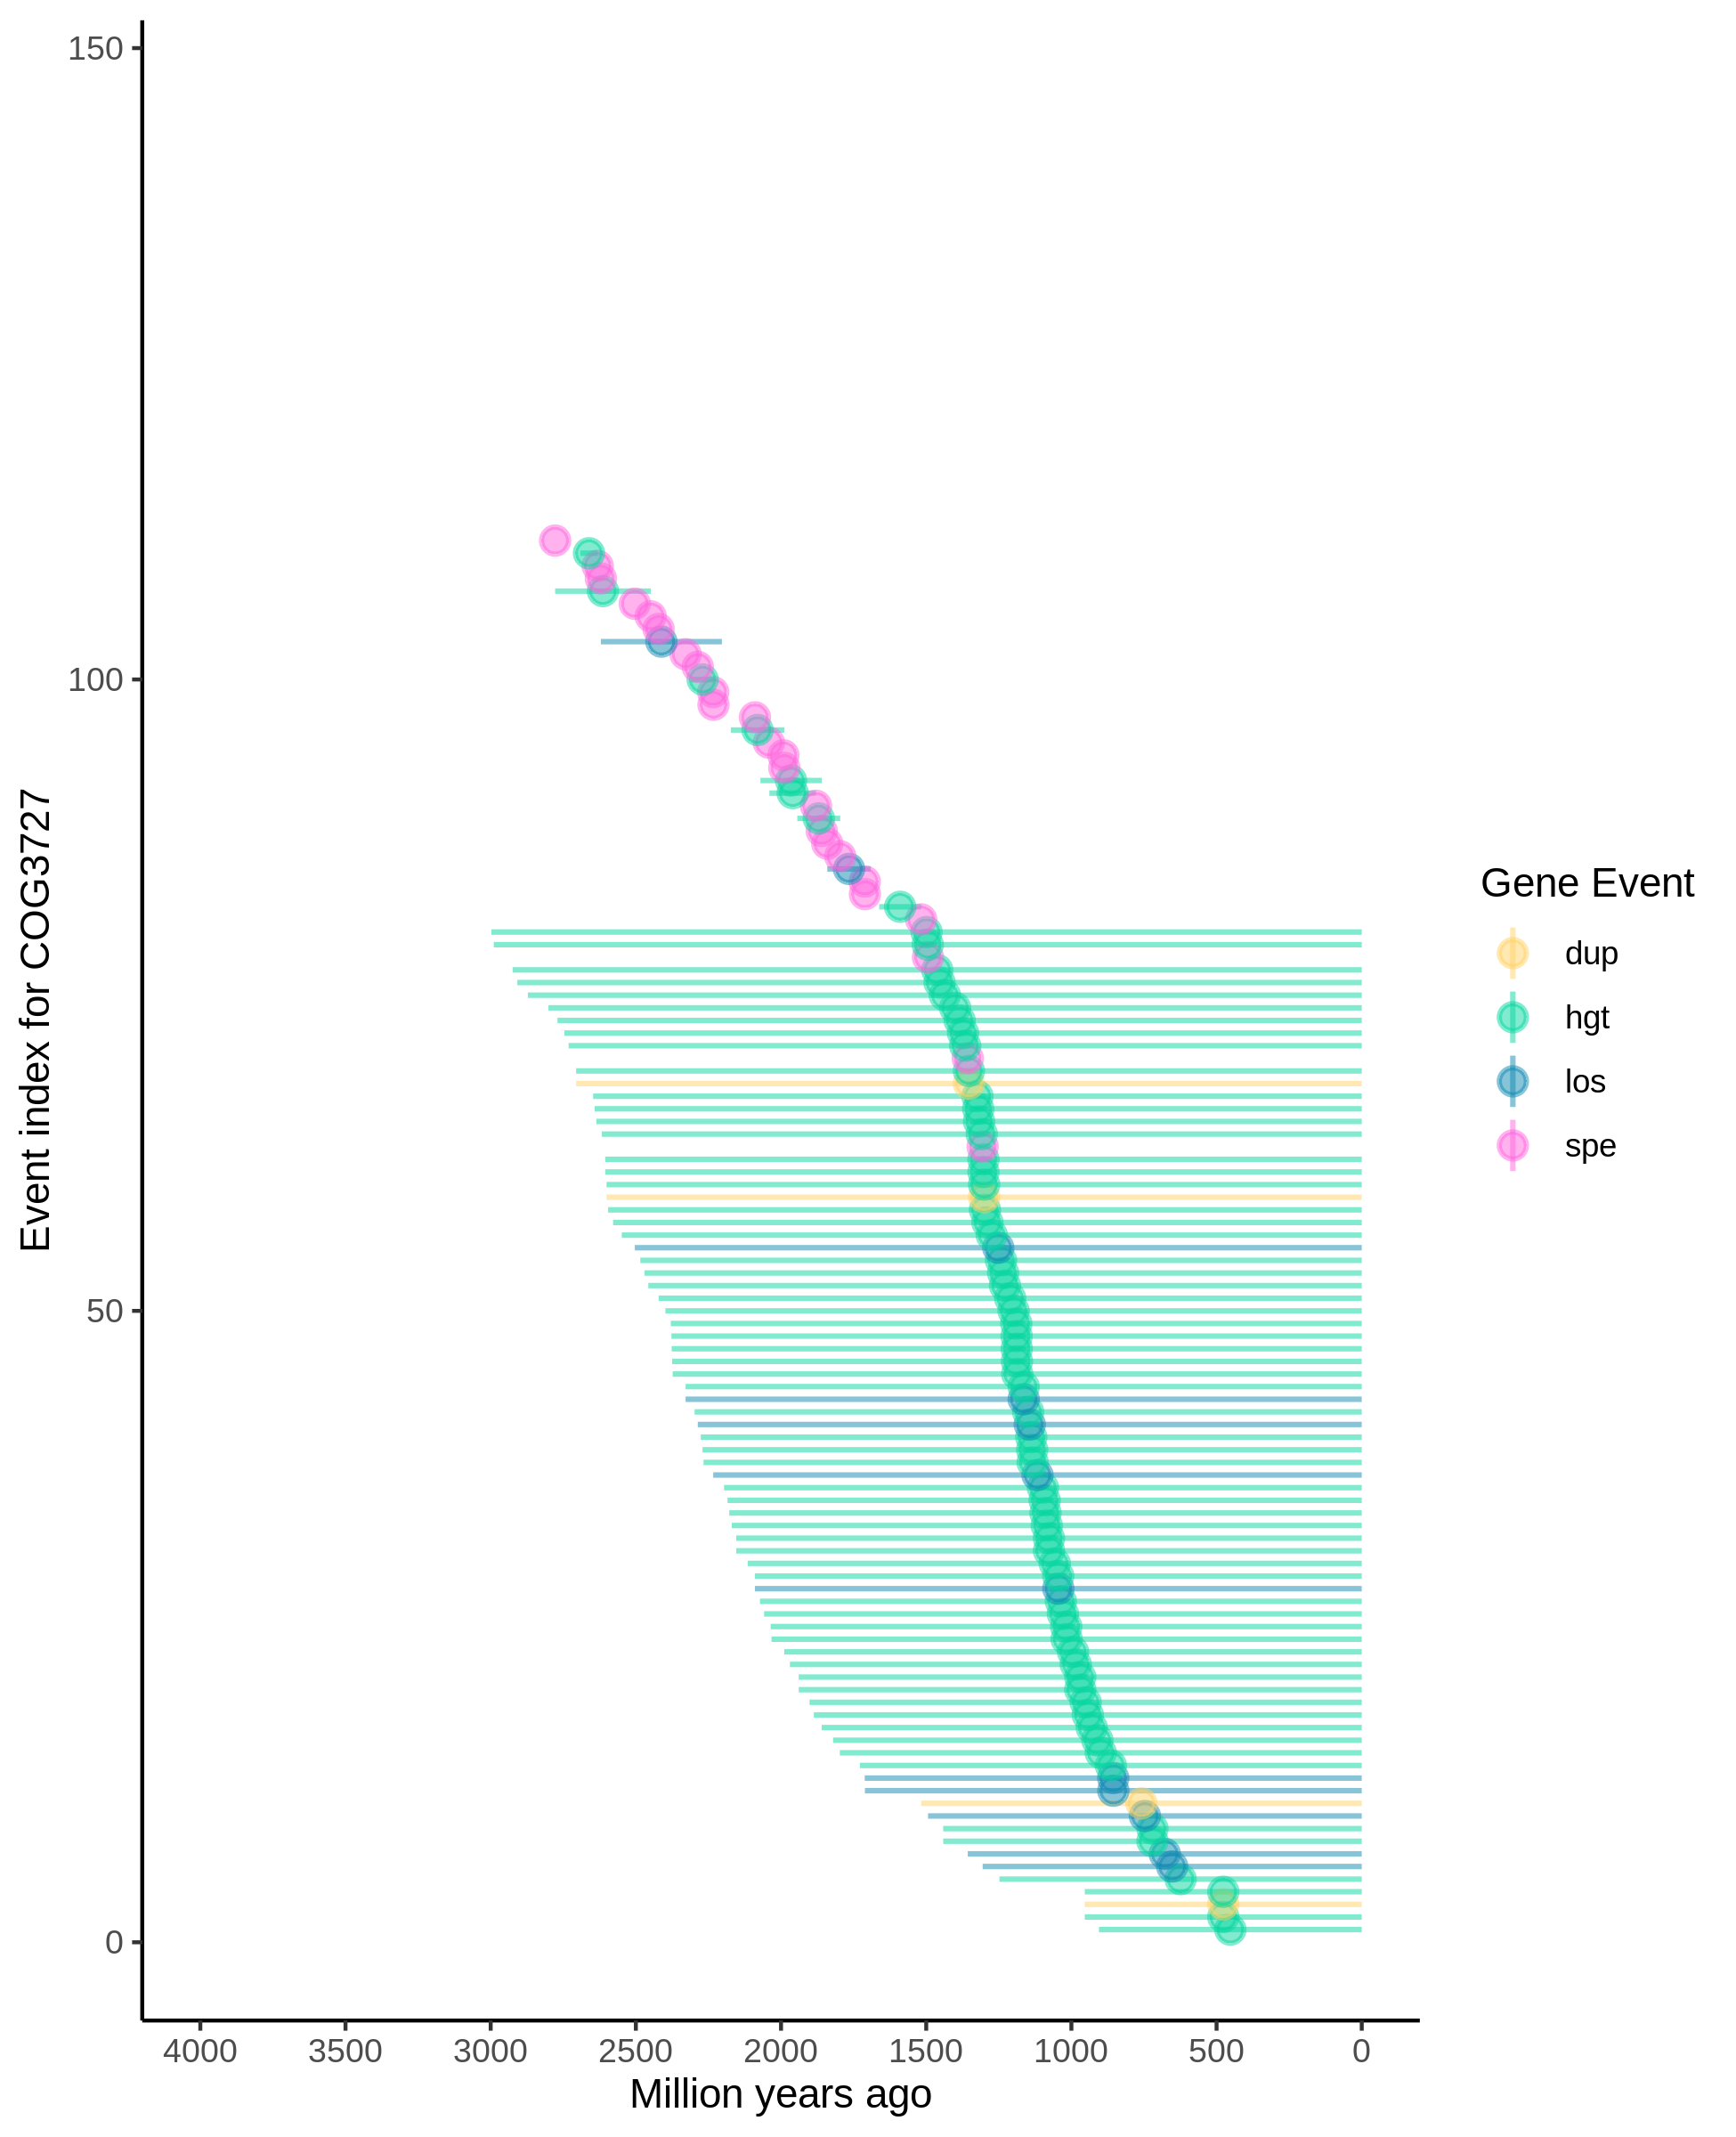 150
100
50
0
Event index for COG3727
4000 3500 3000 2500 2000 1500 1000 500 0
Million years ago
Gene Event
dup
hgt
los
spe